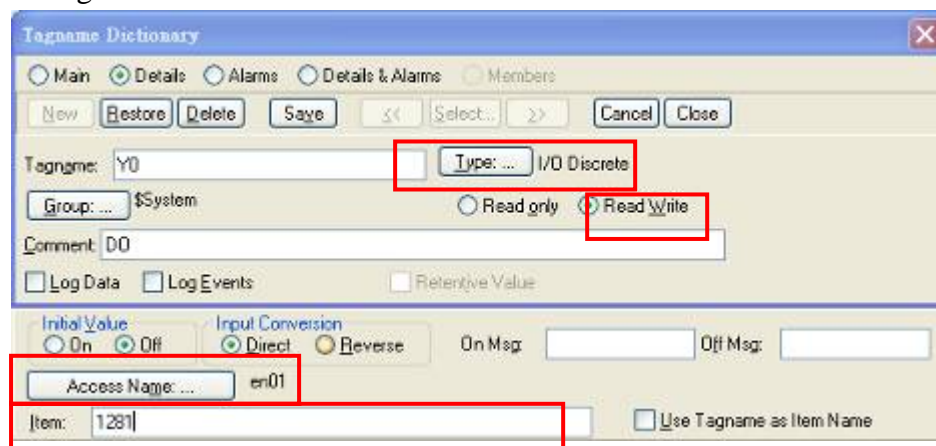 Tagname Dictionary
Main Details Alarms Details & Alarms Members
New Restore Delete Save << Select... >> Cancel Close
Tagname: Y0 Type: ... I/O Discrete
Group: ... $System Read only Read Write
Comment: DO
Log Data Log Events Retentive Value
Initial Value Input Conversion
On Off Direct Reverse On Msg: Off Msg:
Access Name: ... en01
Item: 1281 Use Tagname as Item Name